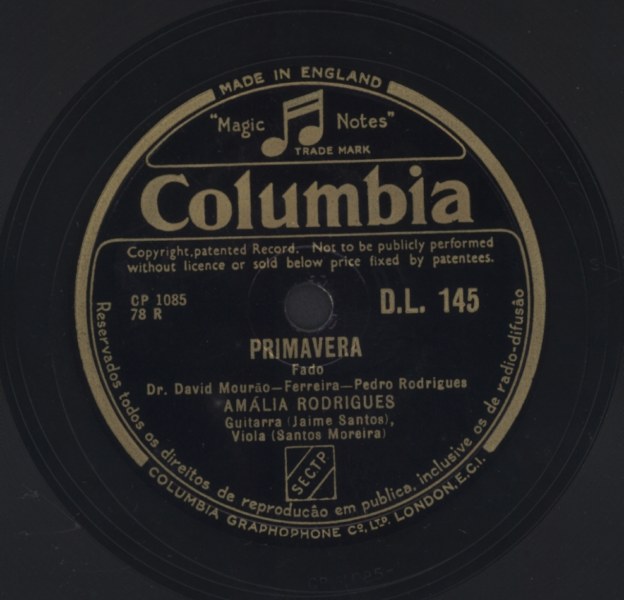 MADE IN ENGLAND
"Magic Notes"
TRADE MARK
Columbia
Copyright, patented Record. Not to be publicly performed
without licence or sold below price fixed by patentees.
CP 1085
78 R
D.L. 145
PRIMAVERA
Fado
Dr. David Mourão—Ferreira—Pedro Rodrigues
AMÁLIA RODRIGUES
Guitarra (Jaime Santos),
Viola (Santos Moreira)
SECTP
Reservados todos os direitos de reprodução em publica, inclusive os de radio-difusão
COLUMBIA GRAPHOPHONE Cº, LTD. LONDON, E.C.I.